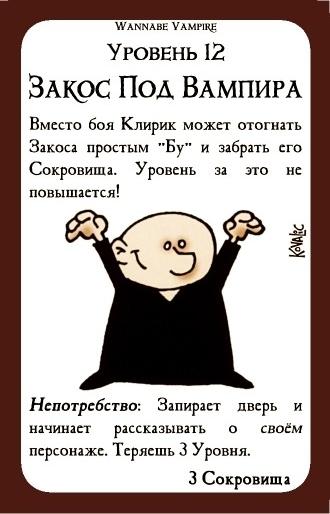 Wannabe Vampire
Уровень 12
Закос Под Вампира
Вместо боя Клирик может отогнать
Закоса простым "Бу" и забрать его
Сокровища. Уровень за это не
повышается!
Kovalic
Непотребство: Запирает дверь и
начинает рассказывать о своём
персонаже. Теряешь 3 Уровня.
3 Сокровища